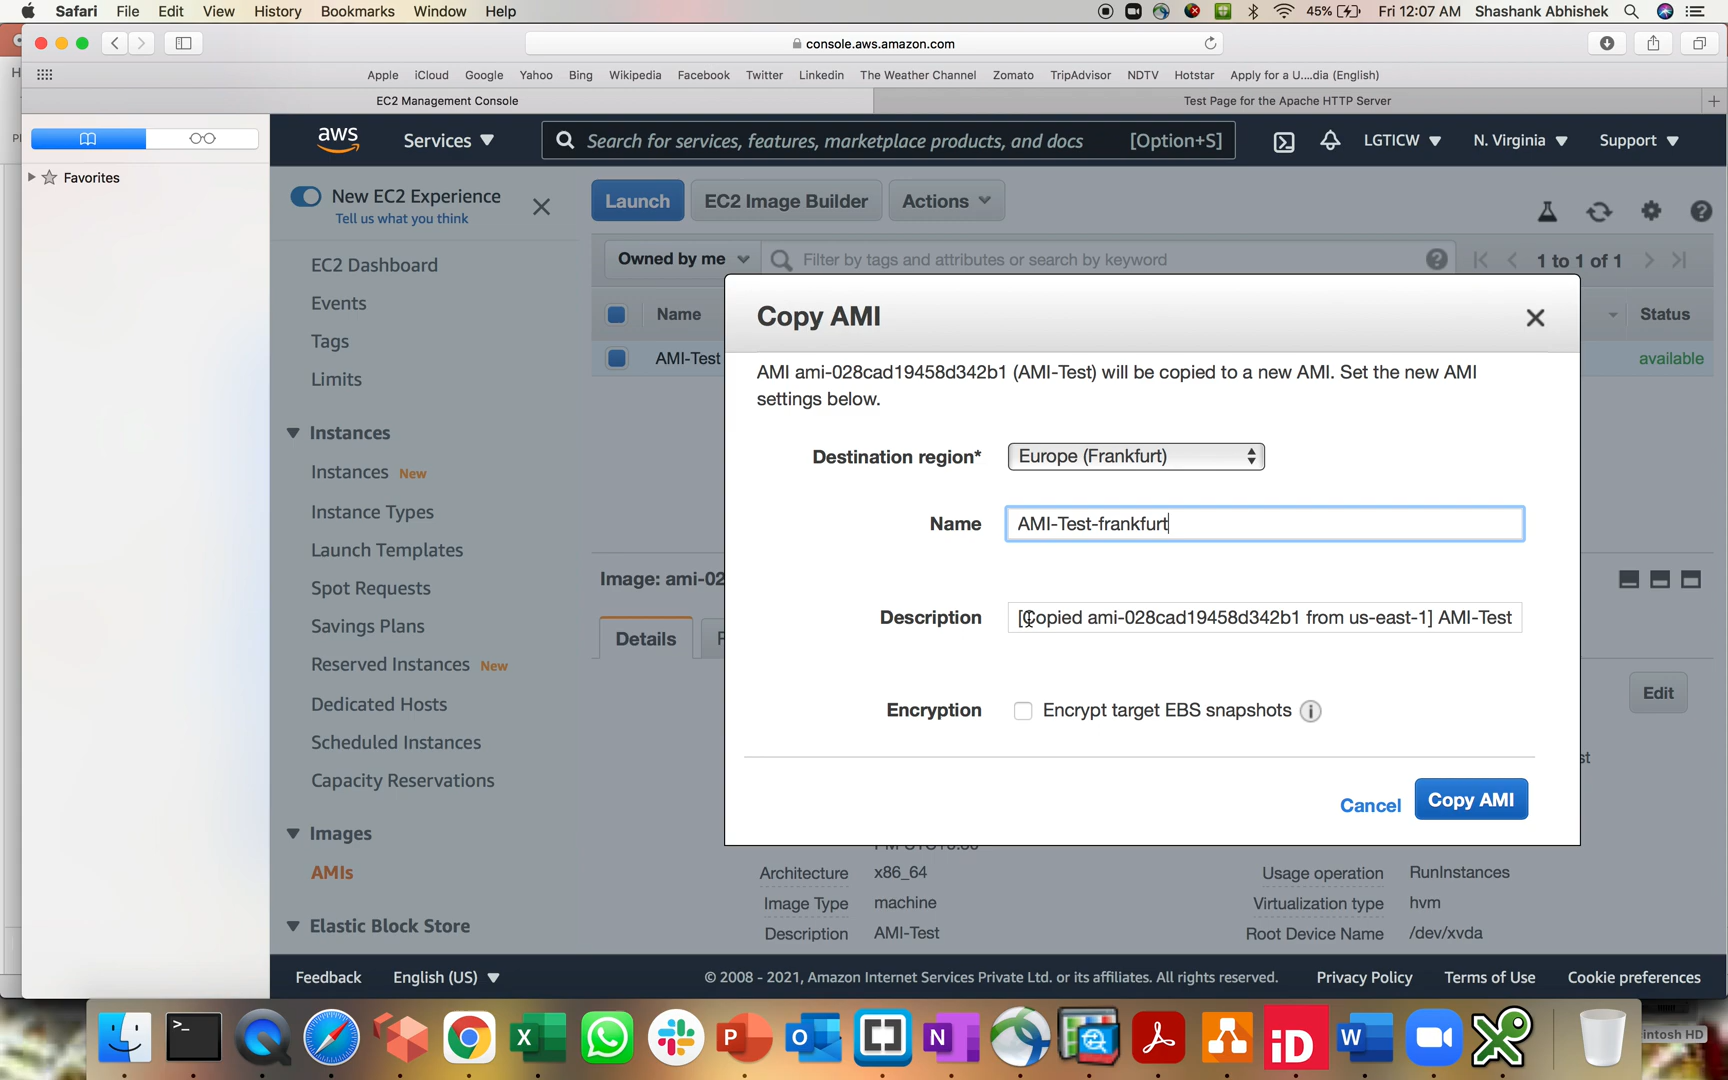 Safari File Edit View History Bookmarks Window Help 45% Fri 12:07 AM Shashank Abhishek
console.aws.amazon.com
Apple iCloud Google Yahoo Bing Wikipedia Facebook Twitter Linkedin The Weather Channel Zomato TripAdvisor NDTV Hotstar Apply for a U....dia (English)
EC2 Management Console Test Page for the Apache HTTP Server
aws Services Search for services, features, marketplace products, and docs [Option+S] LGTICW N. Virginia Support
Favorites
New EC2 Experience
Tell us what you think
Launch EC2 Image Builder Actions
EC2 Dashboard
Events
Tags
Limits
Instances
Instances New
Instance Types
Launch Templates
Spot Requests
Savings Plans
Reserved Instances New
Dedicated Hosts
Scheduled Instances
Capacity Reservations
Images
AMIs
Elastic Block Store
Owned by me Filter by tags and attributes or search by keyword 1 to 1 of 1
Name Status
AMI-Test available
Image: ami-02
Details
Edit
Copy AMI
AMI ami-028cad19458d342b1 (AMI-Test) will be copied to a new AMI. Set the new AMI
settings below.
Destination region* Europe (Frankfurt)
Name AMI-Test-frankfurt
Description [Copied ami-028cad19458d342b1 from us-east-1] AMI-Test
Encryption Encrypt target EBS snapshots
Cancel Copy AMI
Architecture x86_64 Usage operation RunInstances
Image Type machine Virtualization type hvm
Description AMI-Test Root Device Name /dev/xvda
Feedback English (US) © 2008 - 2021, Amazon Internet Services Private Ltd. or its affiliates. All rights reserved. Privacy Policy Terms of Use Cookie preferences
intosh HD